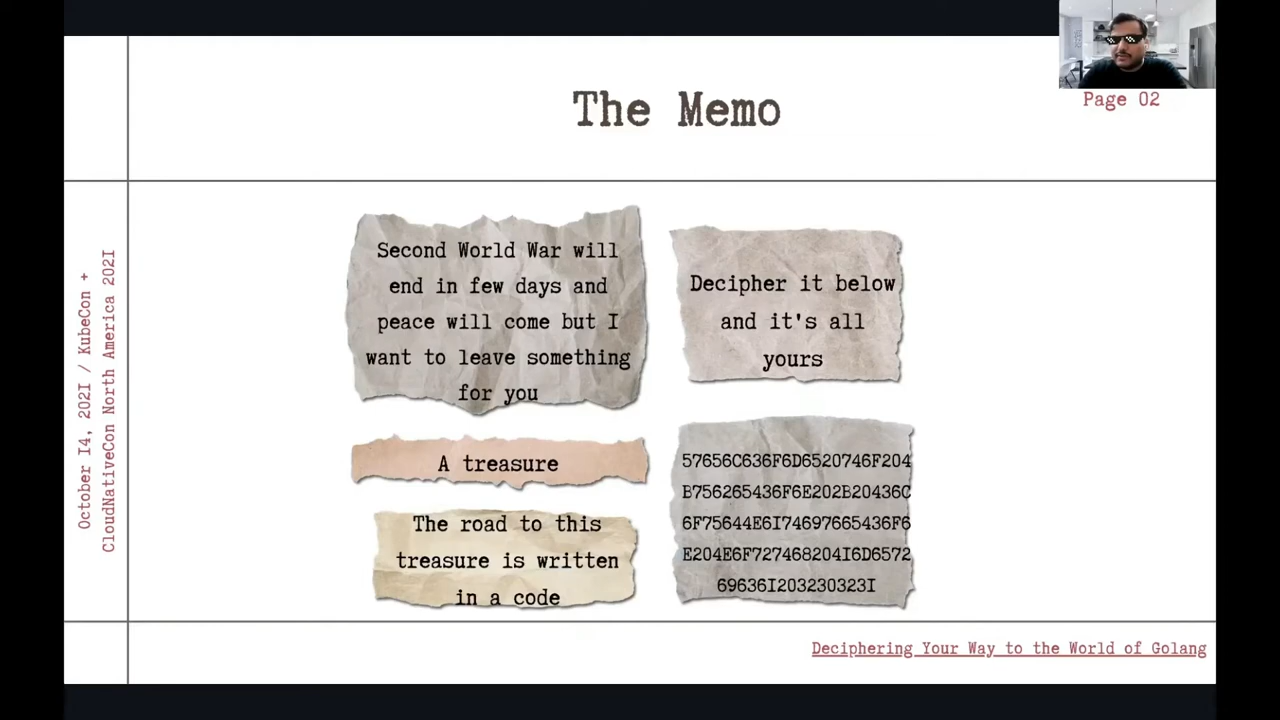 The Memo
Page 02
Second World War will
end in few days and
peace will come but I
want to leave something
for you
Decipher it below
and it's all
yours
A treasure
The road to this
treasure is written
in a code
57656C636F6D6520746F204
B756265436F6E202B20436C
6F75644E6174697665436F6
E204E6F72746820416D6572
6963612032303231
October 14, 2021 / KubeCon +
CloudNativeCon North America 2021
Deciphering Your Way to the World of Golang